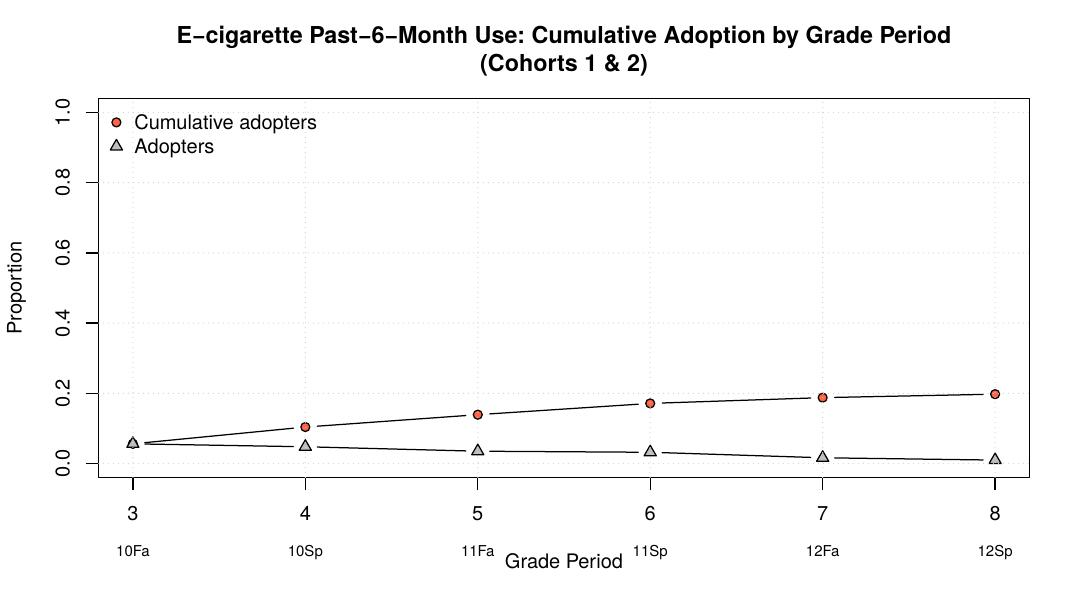 E−cigarette Past−6−Month Use: Cumulative Adoption by Grade Period
(Cohorts 1 & 2)
1.0
0.8
0.6
0.4
0.2
0.0
Proportion
Cumulative adopters
Adopters
3 4 5 6 7 8
10Fa 10Sp 11Fa 11Sp 12Fa 12Sp
Grade Period